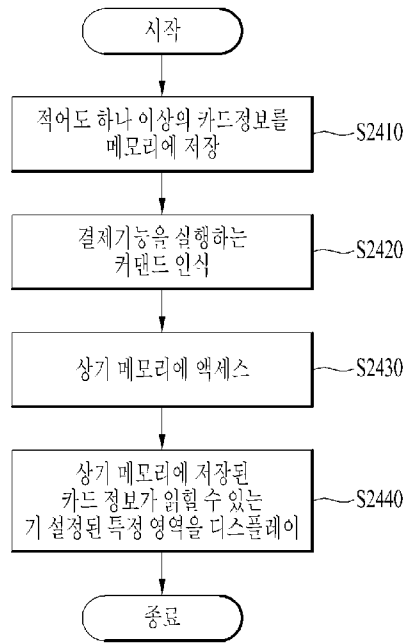 시작
적어도 하나 이상의 카드정보를
메모리에 저장
S2410
결제기능을 실행하는
커맨드 인식
S2420
상기 메모리에 액세스
S2430
상기 메모리에 저장된
카드 정보가 읽힐 수 있는
기 설정된 특정 영역을 디스플레이
S2440
종료